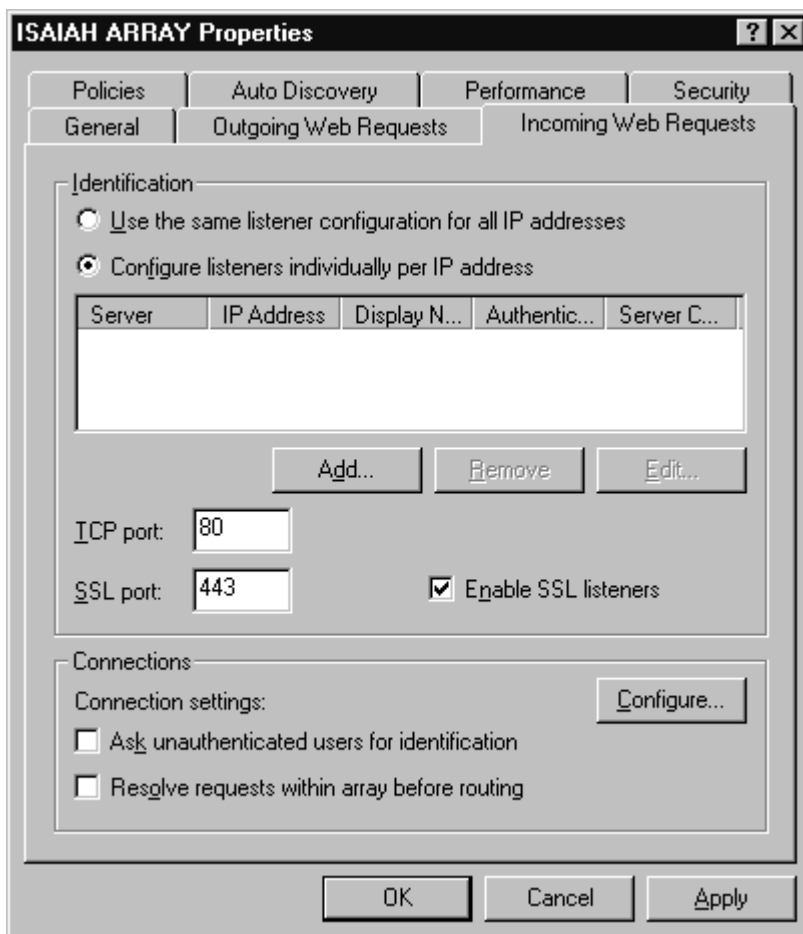 ISAIAH ARRAY Properties
Policies Auto Discovery Performance Security
General Outgoing Web Requests Incoming Web Requests
Identification
Use the same listener configuration for all IP addresses
Configure listeners individually per IP address
Server IP Address Display N... Authentic... Server C...
Add... Remove Edit...
TCP port: 80
SSL port: 443 Enable SSL listeners
Connections
Connection settings: Configure...
Ask unauthenticated users for identification
Resolve requests within array before routing
OK Cancel Apply